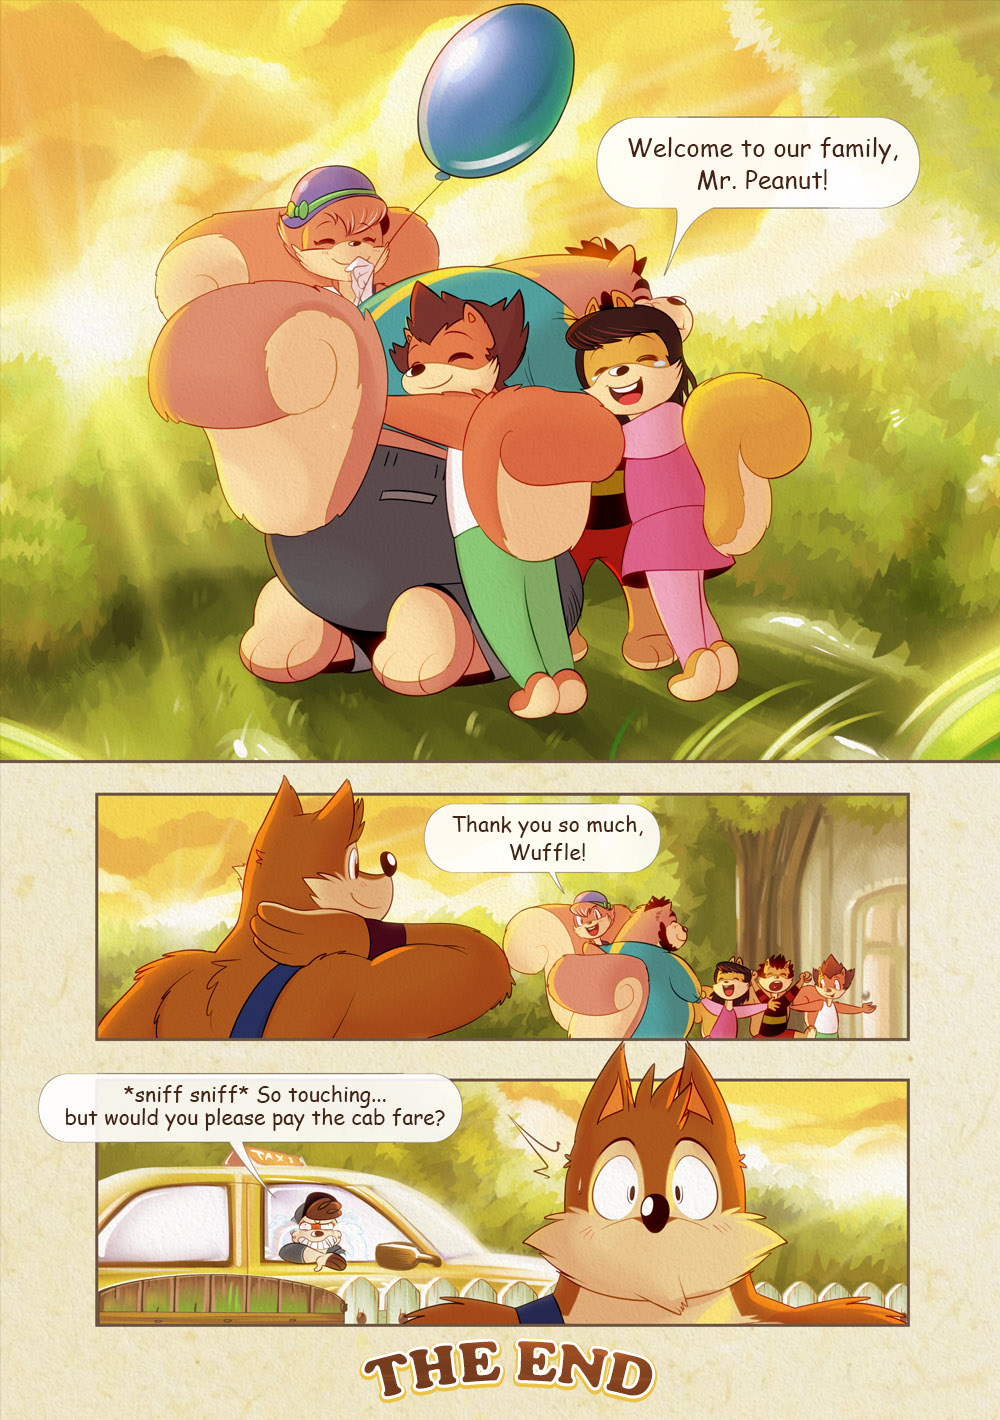 Welcome to our family,
Mr. Peanut!
Thank you so much,
Wuffle!
*sniff sniff* So touching...
but would you please pay the cab fare?
TAXI
THE END